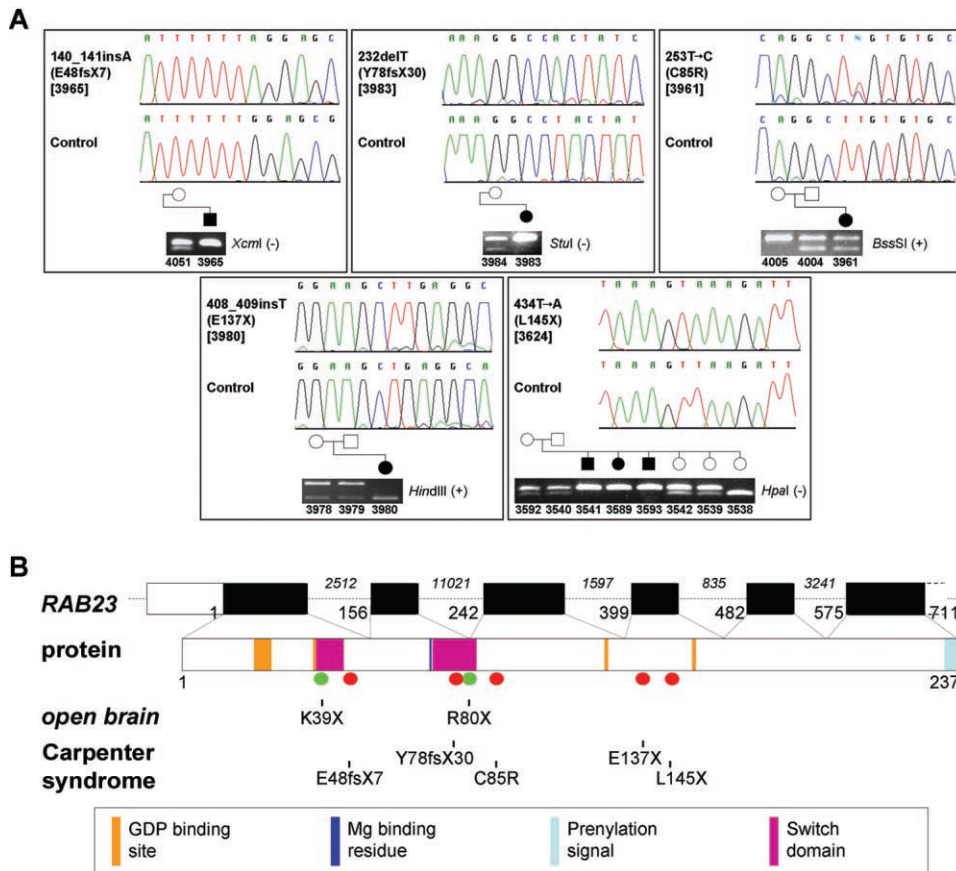 A
140_141insA
(E48fsX7)
[3965]
A T T T T T T A G G A G C
Control
A T T T T T T G G A G C G
XcmI (-)
4051 3965
232delT
(Y78fsX30)
[3983]
A A A G G C C A C T A T C
Control
A A A G G C C T A C T A T
StuI (-)
3984 3983
253T→C
(C85R)
[3961]
C A G G C T N G T G T G C
Control
C A G G C T T G T G T G C
BssSI (+)
4005 4004 3961
408_409insT
(E137X)
[3980]
G G A A G C T T G A G G C
Control
G G A A G C T G A G G C A
HindIII (+)
3978 3979 3980
434T→A
(L145X)
[3624]
T A A A G T A A A G A T T
Control
T A A A G T T A A G A T T
HpaI (-)
3592 3540 3541 3589 3593 3542 3539 3538
B
2512 11021 1597 835 3241
RAB23
1 156 242 399 482 575 711
protein
1 237
open brain
K39X R80X
Carpenter
syndrome
Y78fsX30 E137X
E48fsX7 C85R L145X
GDP binding
site
Mg binding
residue
Prenylation
signal
Switch
domain